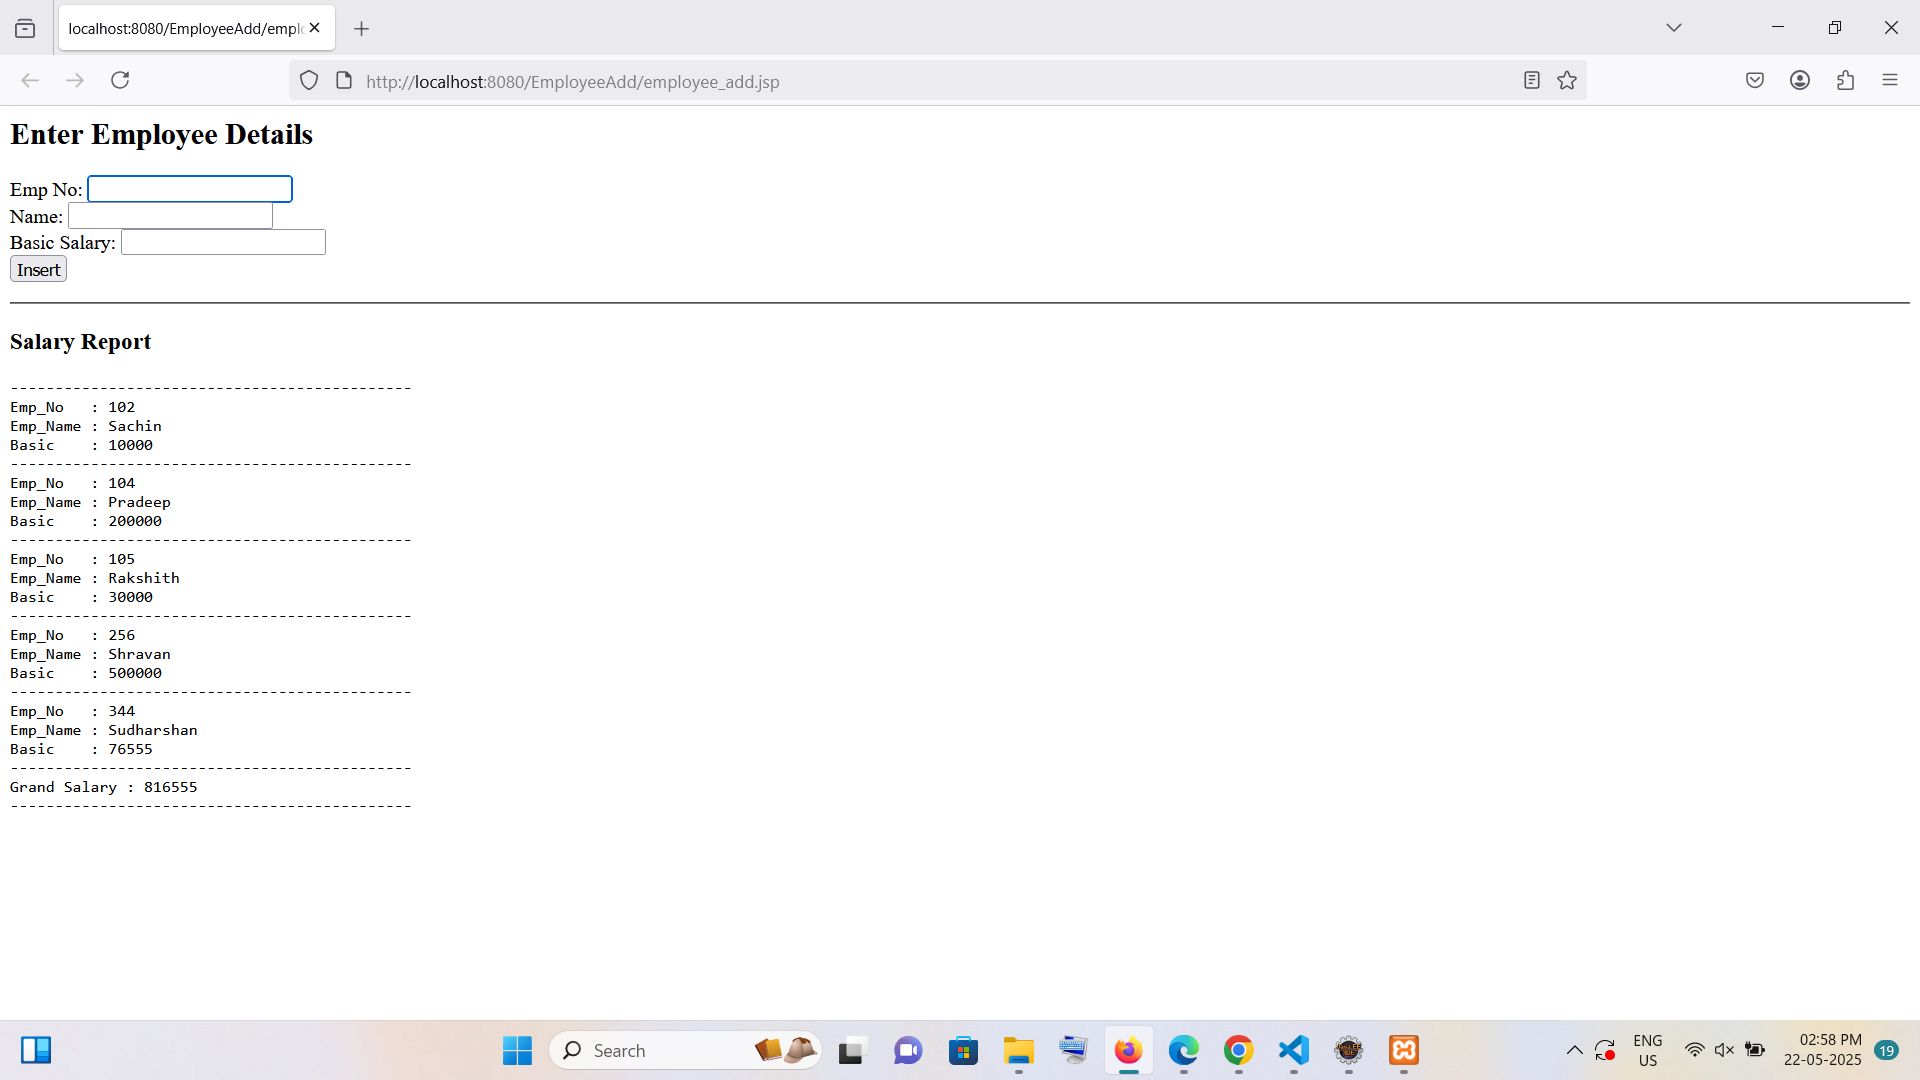 localhost:8080/EmployeeAdd/empl
http://localhost:8080/EmployeeAdd/employee_add.jsp
Enter Employee Details
Emp No:
Name:
Basic Salary:
Insert
Salary Report
---------------------------------------------
Emp_No   : 102
Emp_Name : Sachin
Basic    : 10000
---------------------------------------------
Emp_No   : 104
Emp_Name : Pradeep
Basic    : 200000
---------------------------------------------
Emp_No   : 105
Emp_Name : Rakshith
Basic    : 30000
---------------------------------------------
Emp_No   : 256
Emp_Name : Shravan
Basic    : 500000
---------------------------------------------
Emp_No   : 344
Emp_Name : Sudharshan
Basic    : 76555
---------------------------------------------
Grand Salary : 816555
---------------------------------------------
Search
ENG
US
02:58 PM
22-05-2025
19